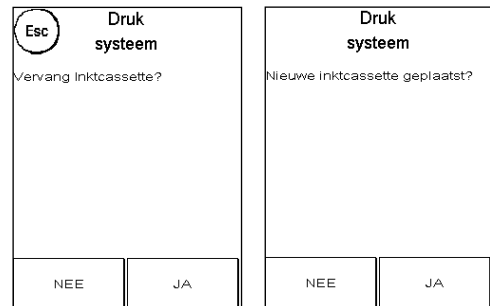 Esc
Druk
systeem
Vervang Inktcassette?
NEE
JA
Druk
systeem
Nieuwe inktcassette geplaatst?
NEE
JA